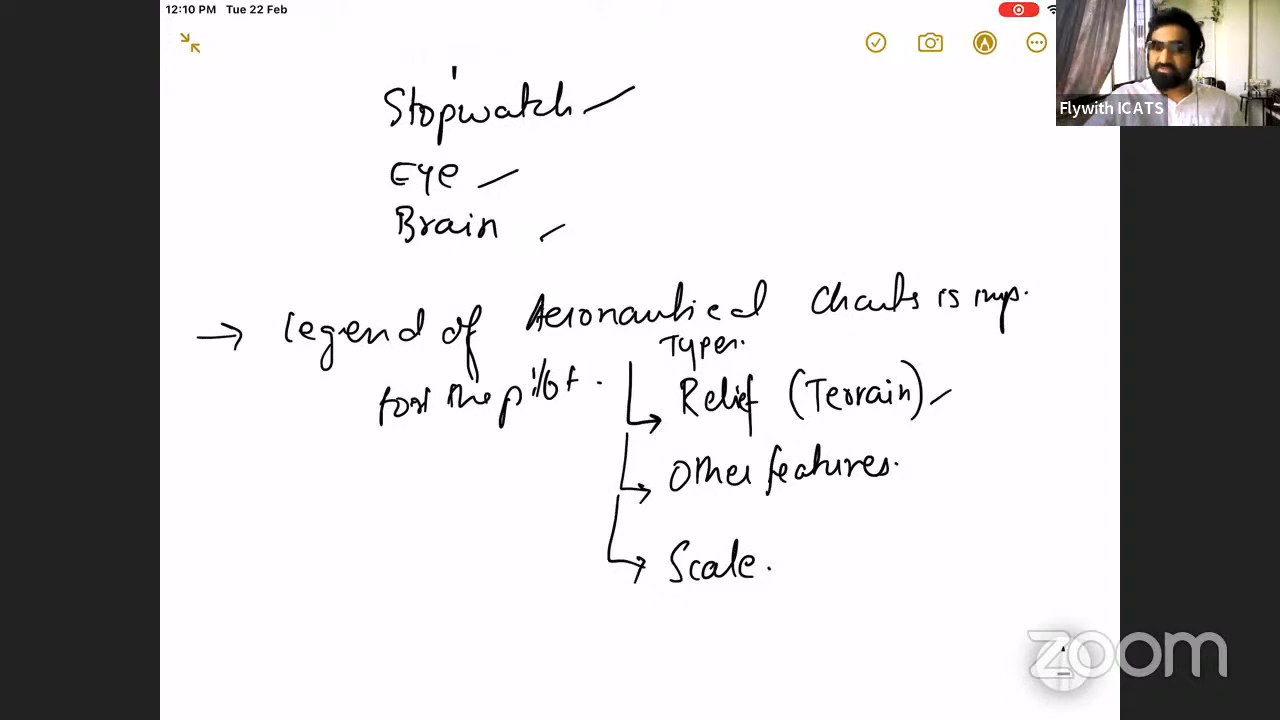 12:10 PM Tue 22 Feb
Flywith ICATS
Stopwatch
Eye
Brain
→ Legend of Aeronautical Charts is imp.
for the pilot.
Types.
Relief (Terrain)
Other features.
Scale.
zoom